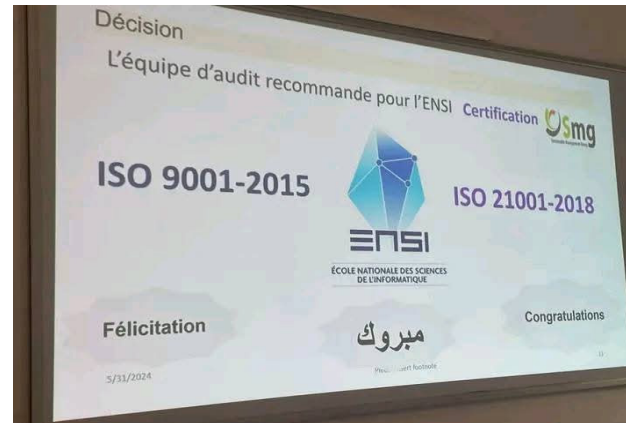 Décision
L'équipe d'audit recommande pour l'ENSI Certification
Smg
ISO 9001-2015
ISO 21001-2018
ENSI
ÉCOLE NATIONALE DES SCIENCES
DE L'INFORMATIQUE
Félicitation
مبروك
Congratulations
5/31/2024